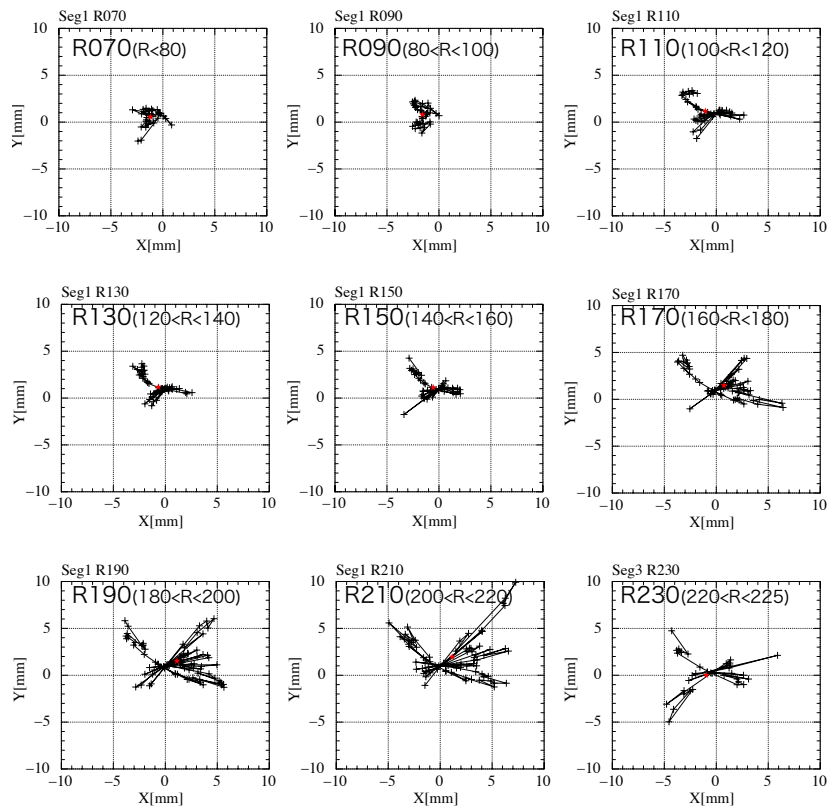 Seg1 R070
R070(R<80)
10
5
0
−5
−10
−10
−5
0
5
10
Y[mm]
X[mm]
Seg1 R090
R090(80<R<100)
10
5
0
−5
−10
−10
−5
0
5
10
Y[mm]
X[mm]
Seg1 R110
R110(100<R<120)
10
5
0
−5
−10
−10
−5
0
5
10
Y[mm]
X[mm]
Seg1 R130
R130(120<R<140)
10
5
0
−5
−10
−10
−5
0
5
10
Y[mm]
X[mm]
Seg1 R150
R150(140<R<160)
10
5
0
−5
−10
−10
−5
0
5
10
Y[mm]
X[mm]
Seg1 R170
R170(160<R<180)
10
5
0
−5
−10
−10
−5
0
5
10
Y[mm]
X[mm]
Seg1 R190
R190(180<R<200)
10
5
0
−5
−10
−10
−5
0
5
10
Y[mm]
X[mm]
Seg1 R210
R210(200<R<220)
10
5
0
−5
−10
−10
−5
0
5
10
Y[mm]
X[mm]
Seg3 R230
R230(220<R<225)
10
5
0
−5
−10
−10
−5
0
5
10
Y[mm]
X[mm]